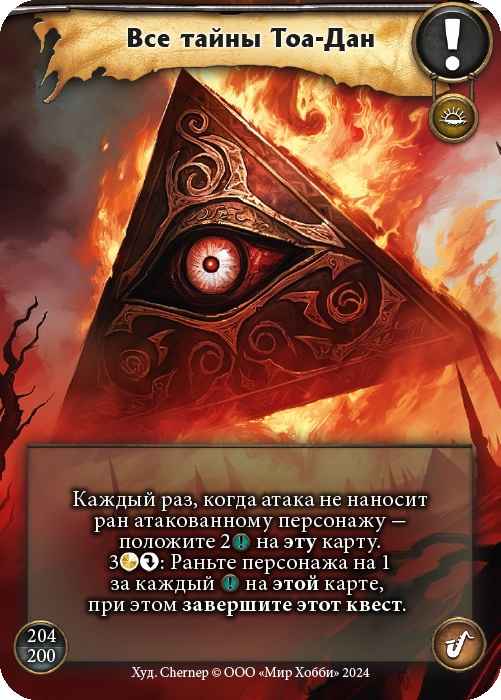 Все тайны Тоа-Дан
!
Каждый раз, когда атака не наносит
ран атакованному персонажу —
положите 2 на эту карту.
3: Раньте персонажа на 1
за каждый на этой карте,
при этом завершите этот квест.
204
200
Худ. Chernep © ООО «Мир Хобби» 2024